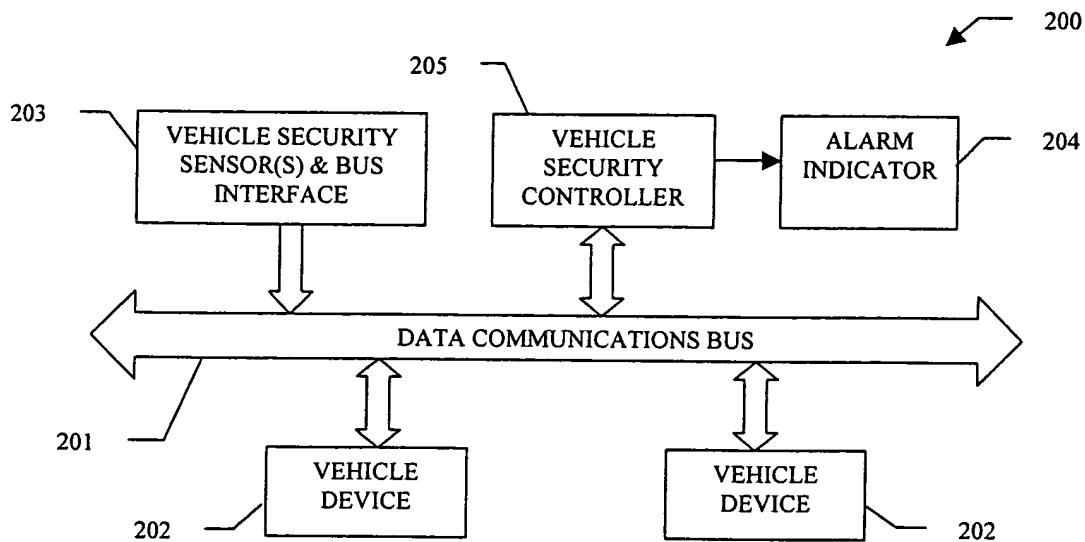 200
205
203
VEHICLE SECURITY
SENSOR(S) & BUS
INTERFACE
VEHICLE
SECURITY
CONTROLLER
ALARM
INDICATOR
204
DATA COMMUNICATIONS BUS
201
VEHICLE
DEVICE
VEHICLE
DEVICE
202
202